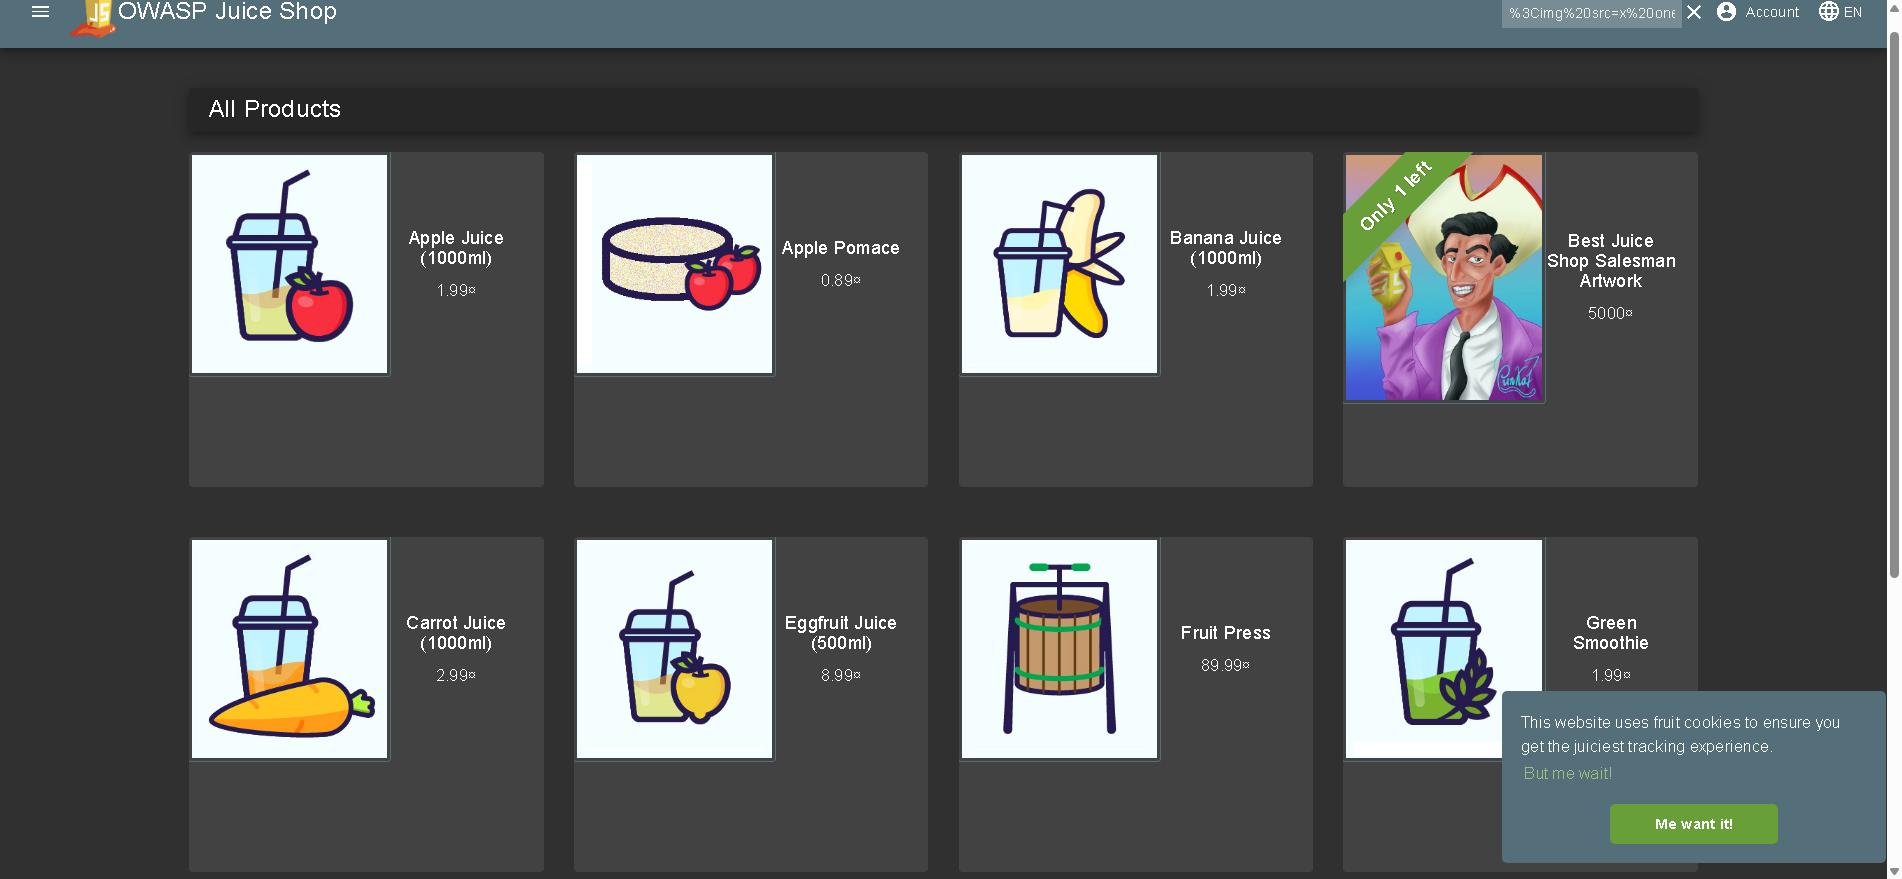 OWASP Juice Shop
%3Cimg%20src=x%20one
Account
EN
All Products
Apple Juice
(1000ml)
1.99¤
Apple Pomace
0.89¤
Banana Juice
(1000ml)
1.99¤
Only 1 left
Best Juice
Shop Salesman
Artwork
5000¤
Carrot Juice
(1000ml)
2.99¤
Eggfruit Juice
(500ml)
8.99¤
Fruit Press
89.99¤
Green
Smoothie
1.99¤
This website uses fruit cookies to ensure you
get the juiciest tracking experience.
But me wait!
Me want it!